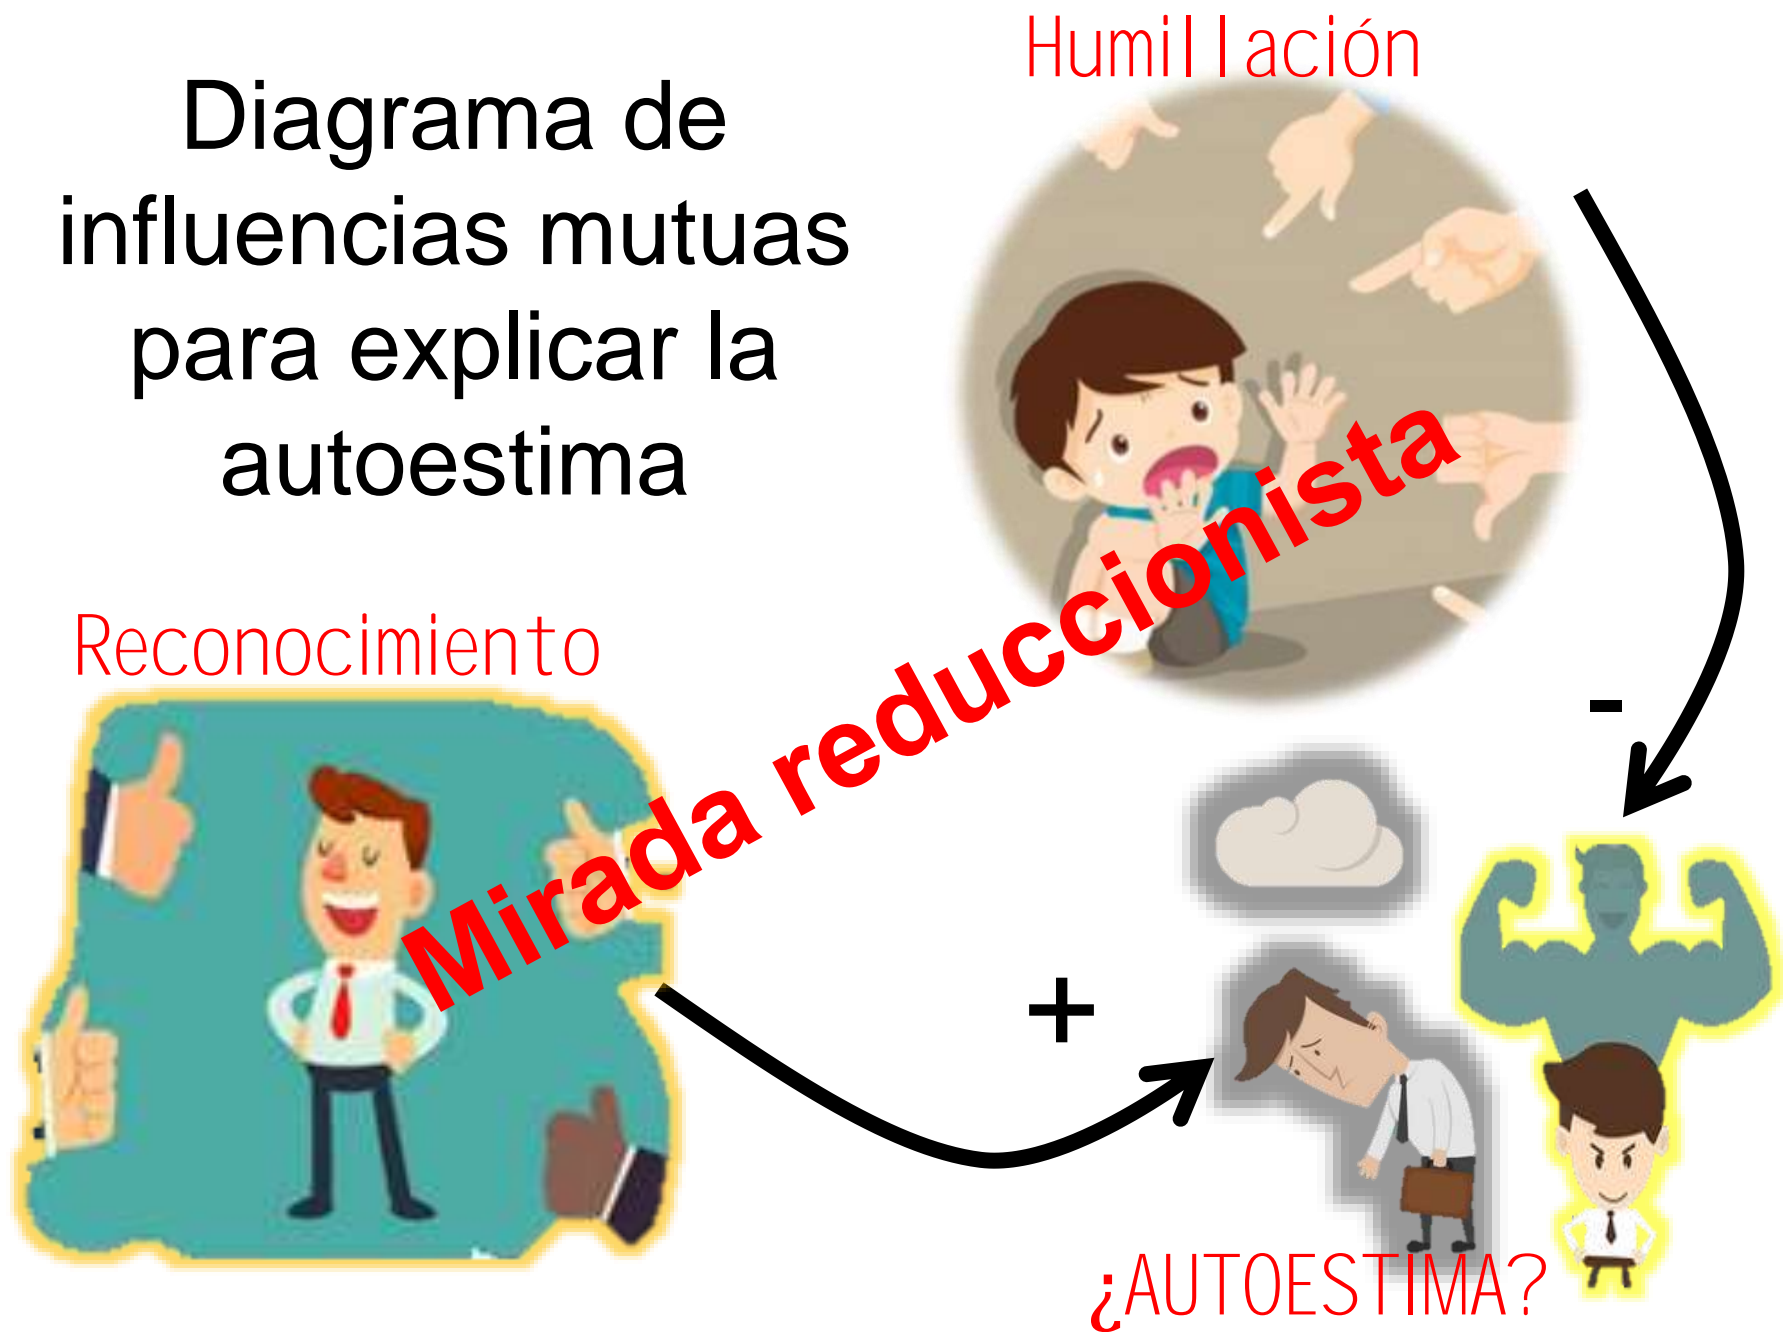 Humillación
Diagrama de
influencias mutuas
para explicar la
autoestima
Mirada reduccionista
Reconocimiento
-
+
¿AUTOESTIMA?